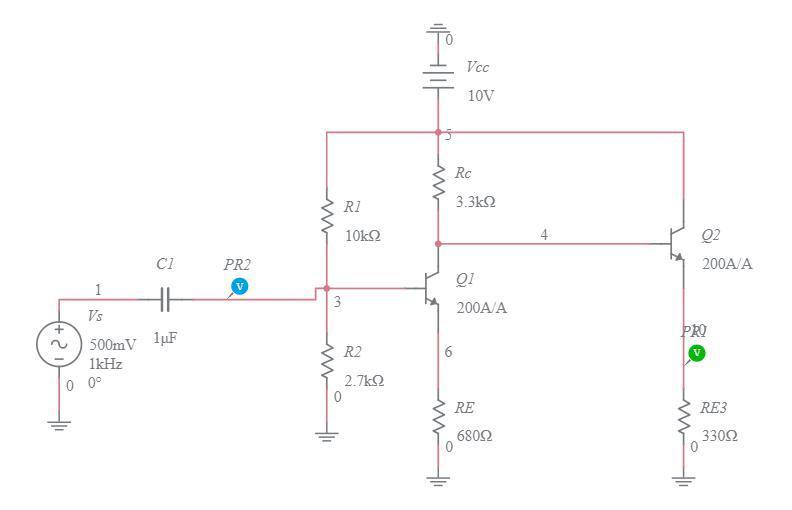 0
Vcc
10V
5
Rc
3.3kΩ
R1
10kΩ
4
Q2
200A/A
C1
PR2
V
1
3
Q1
200A/A
Vs
500mV
1kHz
0°
1µF
0
R2
2.7kΩ
0
6
PR1
V
RE
680Ω
0
RE3
330Ω
0